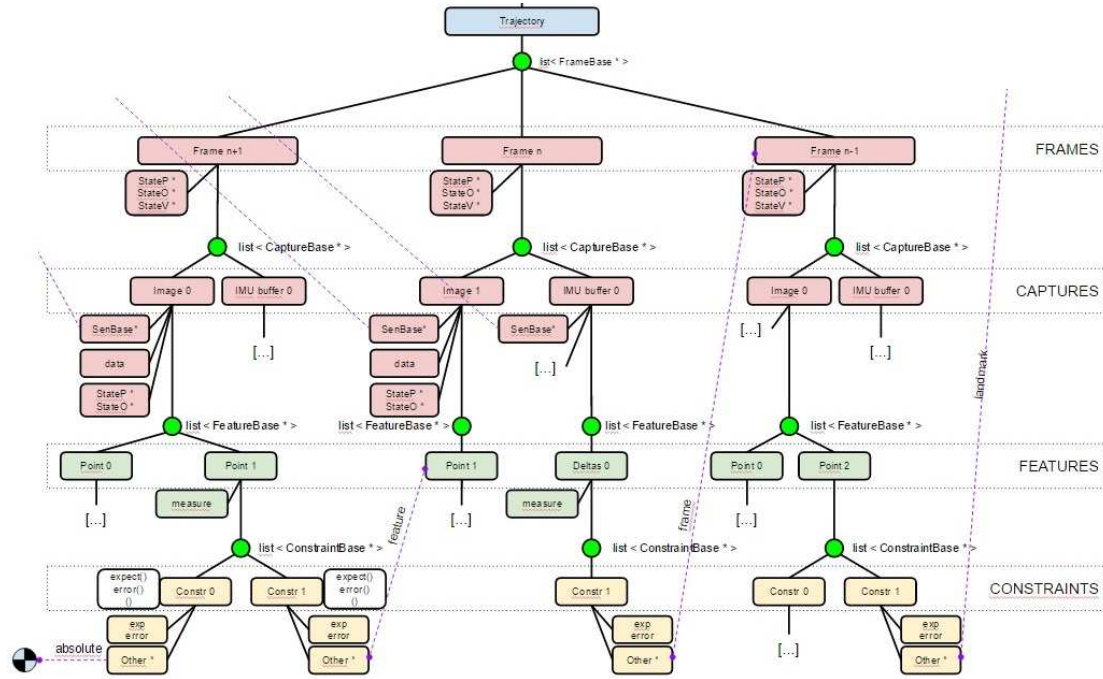 Trajectory
list< FrameBase * >
Frame n+1
Frame n
Frame n-1
FRAMES
StateP *
StateO *
StateV *
StateP *
StateO *
StateV *
StateP *
StateO *
StateV *
list < CaptureBase * >
list < CaptureBase * >
list < CaptureBase * >
Image 0
IMU buffer 0
Image 1
IMU buffer 0
Image 0
IMU buffer 0
CAPTURES
SenBase*
[...]
SenBase*
SenBase*
[...]
[...]
[...]
data
data
StateP *
StateO *
StateP *
StateO *
landmark
list < FeatureBase * >
list < FeatureBase * >
list < FeatureBase * >
list < FeatureBase * >
Point 0
Point 1
Point 1
Deltas 0
Point 0
Point 2
FEATURES
measure
measure
[...]
[...]
[...]
feature
frame
list < ConstraintBase * >
list < ConstraintBase * >
list < ConstraintBase * >
expect()
error()
()
Constr 0
Constr 1
expect()
error()
()
Constr 1
Constr 0
Constr 1
CONSTRAINTS
exp
error
exp
error
exp
error
[...]
exp
error
absolute
Other *
Other *
Other *
Other *